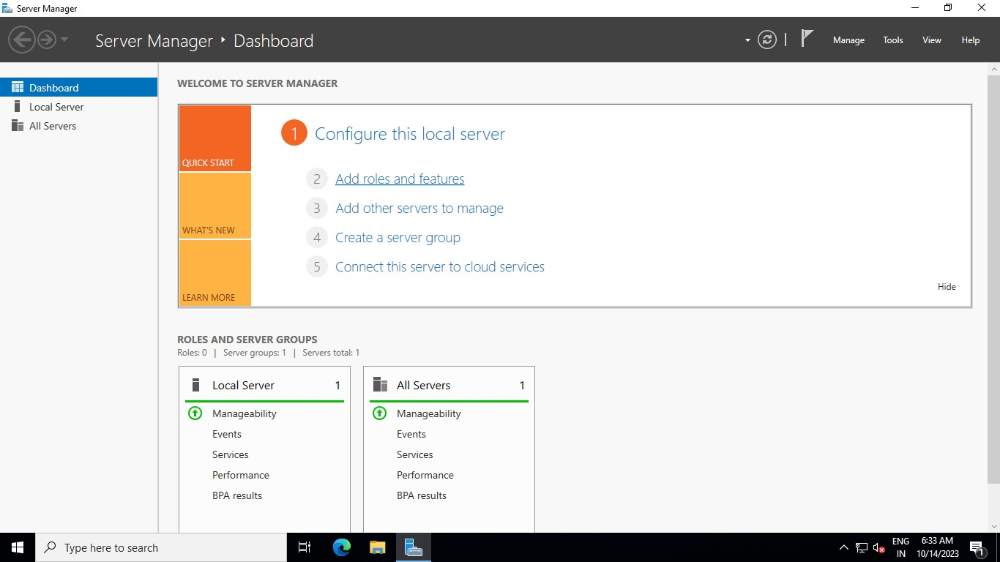 Server Manager
Server Manager ‣ Dashboard
Manage Tools View Help
Dashboard
Local Server
All Servers
WELCOME TO SERVER MANAGER
QUICK START
WHAT'S NEW
LEARN MORE
1 Configure this local server
2 Add roles and features
3 Add other servers to manage
4 Create a server group
5 Connect this server to cloud services
Hide
ROLES AND SERVER GROUPS
Roles: 0 | Server groups: 1 | Servers total: 1
Local Server 1
Manageability
Events
Services
Performance
BPA results
All Servers 1
Manageability
Events
Services
Performance
BPA results
Type here to search
ENG
IN
6:33 AM
10/14/2023
1